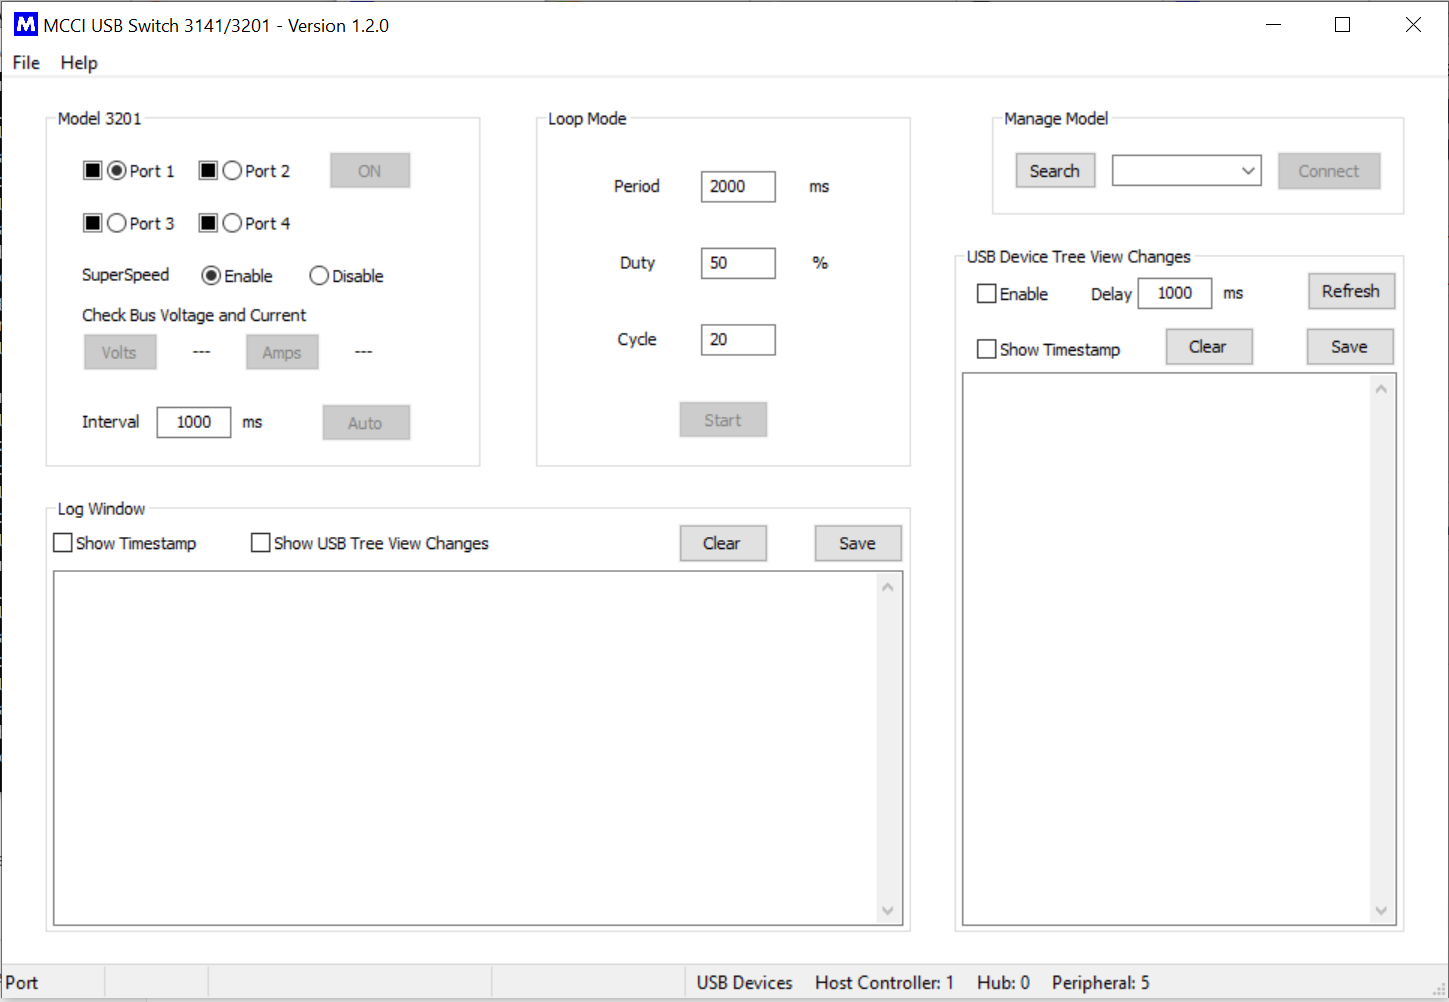 M MCCI USB Switch 3141/3201 - Version 1.2.0
File Help
Model 3201
Port 1 Port 2 ON
Port 3 Port 4
SuperSpeed Enable Disable
Check Bus Voltage and Current
Volts --- Amps ---
Interval 1000 ms Auto
Loop Mode
Period 2000 ms
Duty 50 %
Cycle 20
Start
Manage Model
Search Connect
USB Device Tree View Changes
Enable Delay 1000 ms Refresh
Show Timestamp Clear Save
Log Window
Show Timestamp Show USB Tree View Changes Clear Save
Port USB Devices Host Controller: 1 Hub: 0 Peripheral: 5